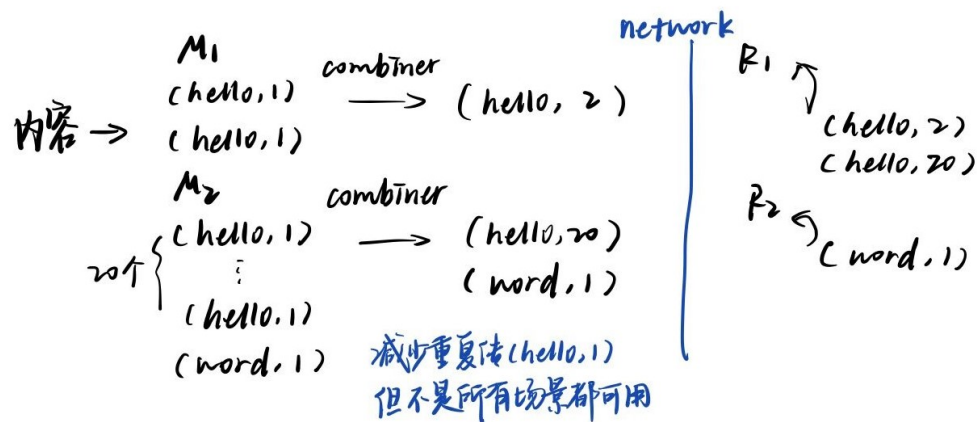 network
M1
combiner
(hello,1) → (hello, 2)
内容 → (hello,1)
M2
combiner
20个 (hello,1) → (hello,20)
⋮ (word,1)
(hello,1)
(word,1)
减少重复传(hello,1)
但不是所有场景都可用
R1
(hello,2)
(hello,20)
R2
(word,1)